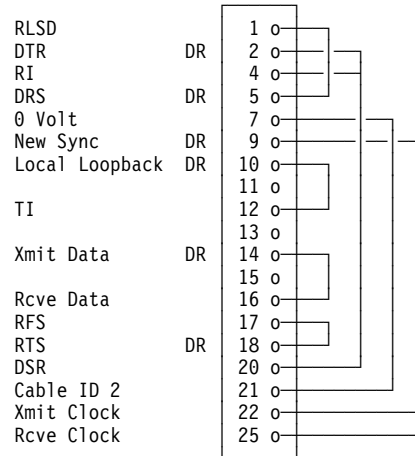 RLSD 1 o
DTR DR 2 o
RI 4 o
DRS DR 5 o
0 Volt 7 o
New Sync DR 9 o
Local Loopback DR 10 o
11 o
TI 12 o
13 o
Xmit Data DR 14 o
15 o
Rcve Data 16 o
RFS 17 o
RTS DR 18 o
DSR 20 o
Cable ID 2 21 o
Xmit Clock 22 o
Rcve Clock 25 o